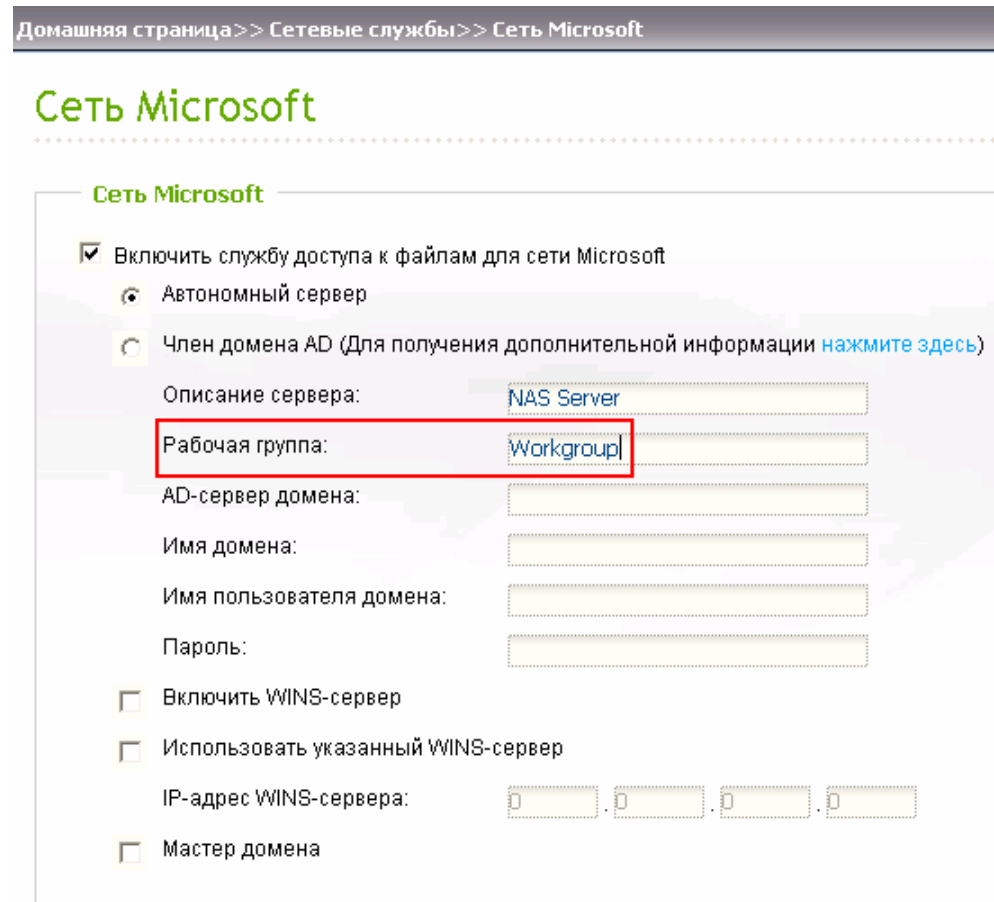 Домашняя страница>> Сетевые службы>> Сеть Microsoft
Сеть Microsoft
Сеть Microsoft
Включить службу доступа к файлам для сети Microsoft
Автономный сервер
Член домена AD (Для получения дополнительной информации нажмите здесь)
Описание сервера: NAS Server
Рабочая группа: Workgroup
AD-сервер домена:
Имя домена:
Имя пользователя домена:
Пароль:
Включить WINS-сервер
Использовать указанный WINS-сервер
IP-адрес WINS-сервера: 0 . 0 . 0 . 0
Мастер домена